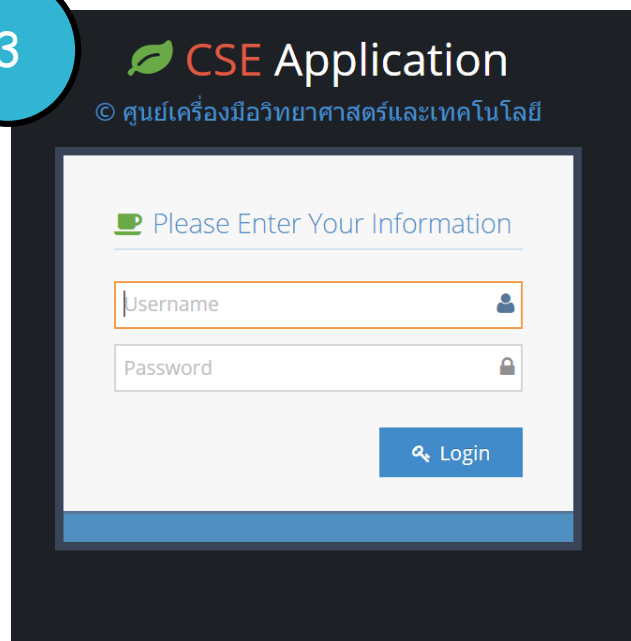 3
CSE Application
© ศูนย์เครื่องมือวิทยาศาสตร์และเทคโนโลยี
Please Enter Your Information
Username
Password
Login